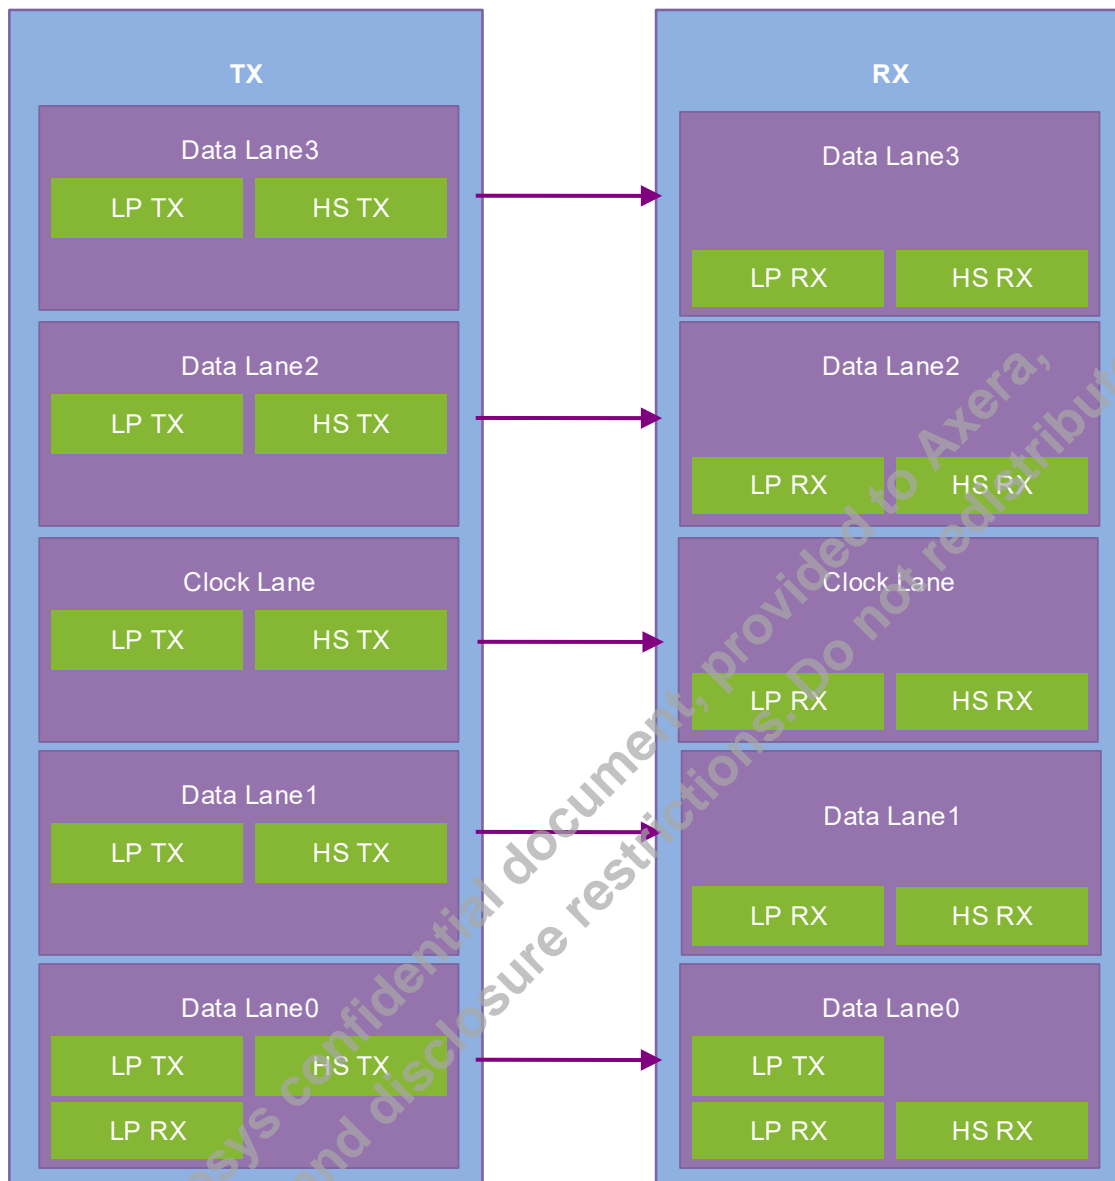 TX
Data Lane3
LP TX
HS TX
Data Lane2
LP TX
HS TX
Clock Lane
LP TX
HS TX
Data Lane1
LP TX
HS TX
Data Lane0
LP TX
HS TX
LP RX
RX
Data Lane3
LP RX
HS RX
Data Lane2
LP RX
HS RX
Clock Lane
LP RX
HS RX
Data Lane1
LP RX
HS RX
Data Lane0
LP TX
LP RX
HS RX
confidential document, provided to Axera,
and disclosure restrictions. Do not